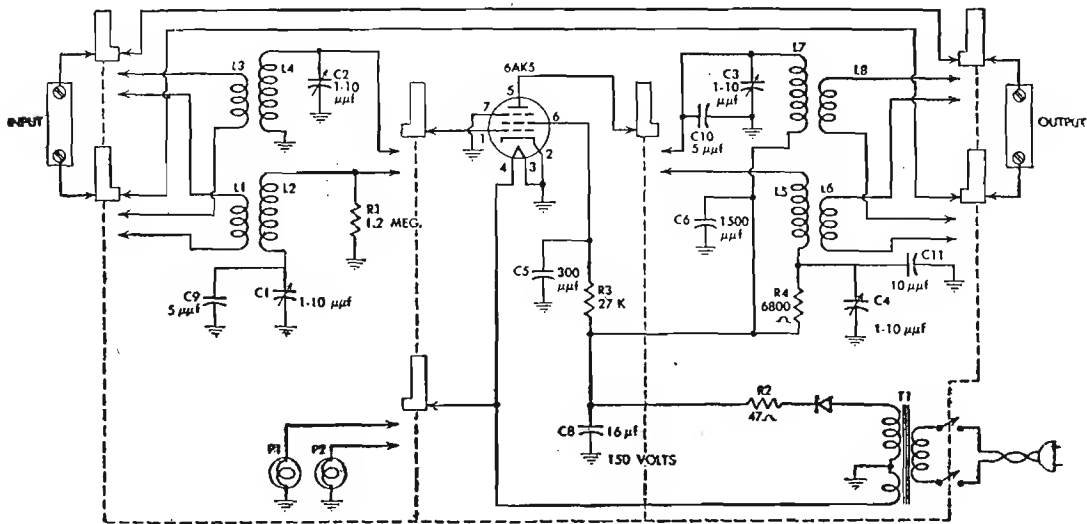 INPUT
L3
L4
C2
1-10
μμf
L1
L2
R1
1.2 MEG.
C9
5 μμf
C1
1-10 μμf
P1
P2
6AK5
5
7
6
1
2
4
3
C5
300
μμf
R3
27 K
C8
16 μf
150 VOLTS
C10
5 μμf
C3
1-10
μμf
L7
L8
C6
1500
μμf
L5
L6
R4
6800
Ω
C11
10 μμf
C4
1-10 μμf
R2
47Ω
T1
OUTPUT